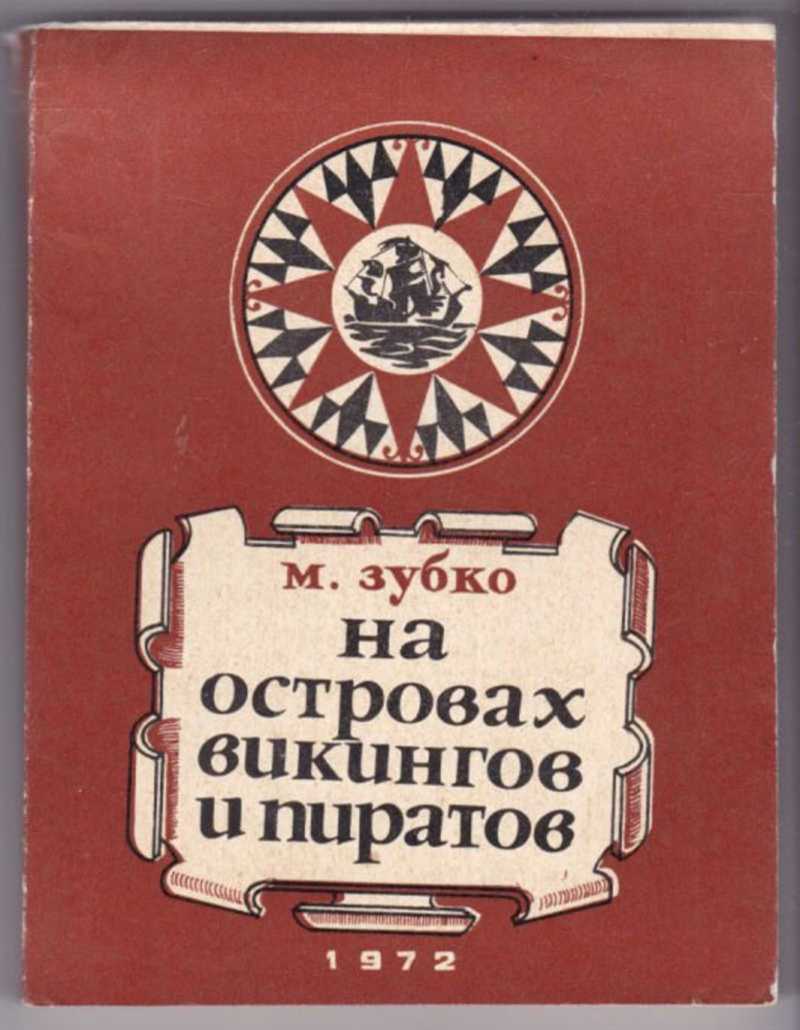 м. зубко
на
островах
викингов
и пиратов
1972